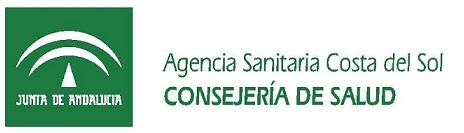 JUNTA DE ANDALUCIA
Agencia Sanitaria Costa del Sol
CONSEJERÍA DE SALUD